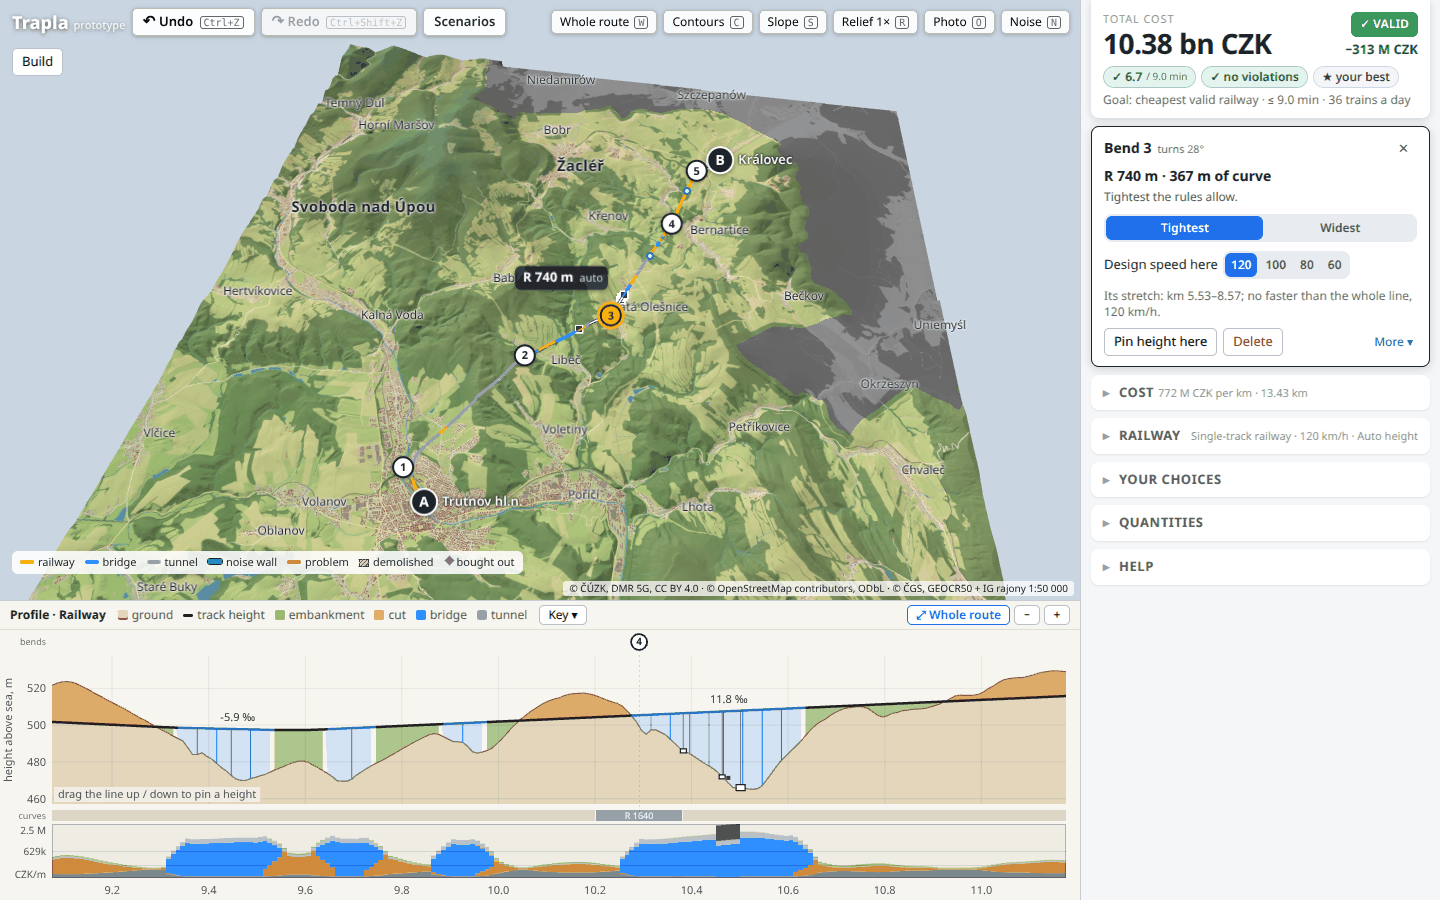 Trapla prototype
Undo Ctrl+Z
Redo Ctrl+Shift+Z
Scenarios
Whole route W
Contours C
Slope S
Relief 1× R
Photo O
Noise N
Build
Niedamirów
Szczepanów
Temný Důl
Horní Maršov
Bobr
Žacléř
B Královec
5
Svoboda nad Úpou
Křenov
4
Bernartice
R 740 m auto
Hertvíkovice
Bečkov
Kalná Voda
3
Zlatá Olešnice
Uniemyśl
2
Libeč
Okrzeszyn
Vlčice
Voletiny
Petříkovice
1
Chvaleč
Volanov
A Trutnov hl.n.
Poříčí
Lhota
Oblanov
railway bridge tunnel noise wall problem demolished bought out
Staré Buky
© ČÚZK, DMR 5G, CC BY 4.0 · © OpenStreetMap contributors, ODbL · © ČGS, GEOCR50 + IG rajony 1:50 000
Profile · Railway ground track height embankment cut bridge tunnel Key ▾
Whole route − +
bends 4
height above sea, m
520
500
480
460
-5.9 ‰
11.8 ‰
drag the line up / down to pin a height
curves R 1640
2.5 M
629k
CZK/m
9.2 9.4 9.6 9.8 10.0 10.2 10.4 10.6 10.8 11.0
TOTAL COST
✓ VALID
10.38 bn CZK
−313 M CZK
✓ 6.7 / 9.0 min
✓ no violations
★ your best
Goal: cheapest valid railway · ≤ 9.0 min · 36 trains a day
Bend 3 turns 28° ✕
R 740 m · 367 m of curve
Tightest the rules allow.
Tightest Widest
Design speed here 120 100 80 60
Its stretch: km 5.53–8.57; no faster than the whole line,
120 km/h.
Pin height here Delete More ▾
▸ COST 772 M CZK per km · 13.43 km
▸ RAILWAY Single-track railway · 120 km/h · Auto height
▸ YOUR CHOICES
▸ QUANTITIES
▸ HELP